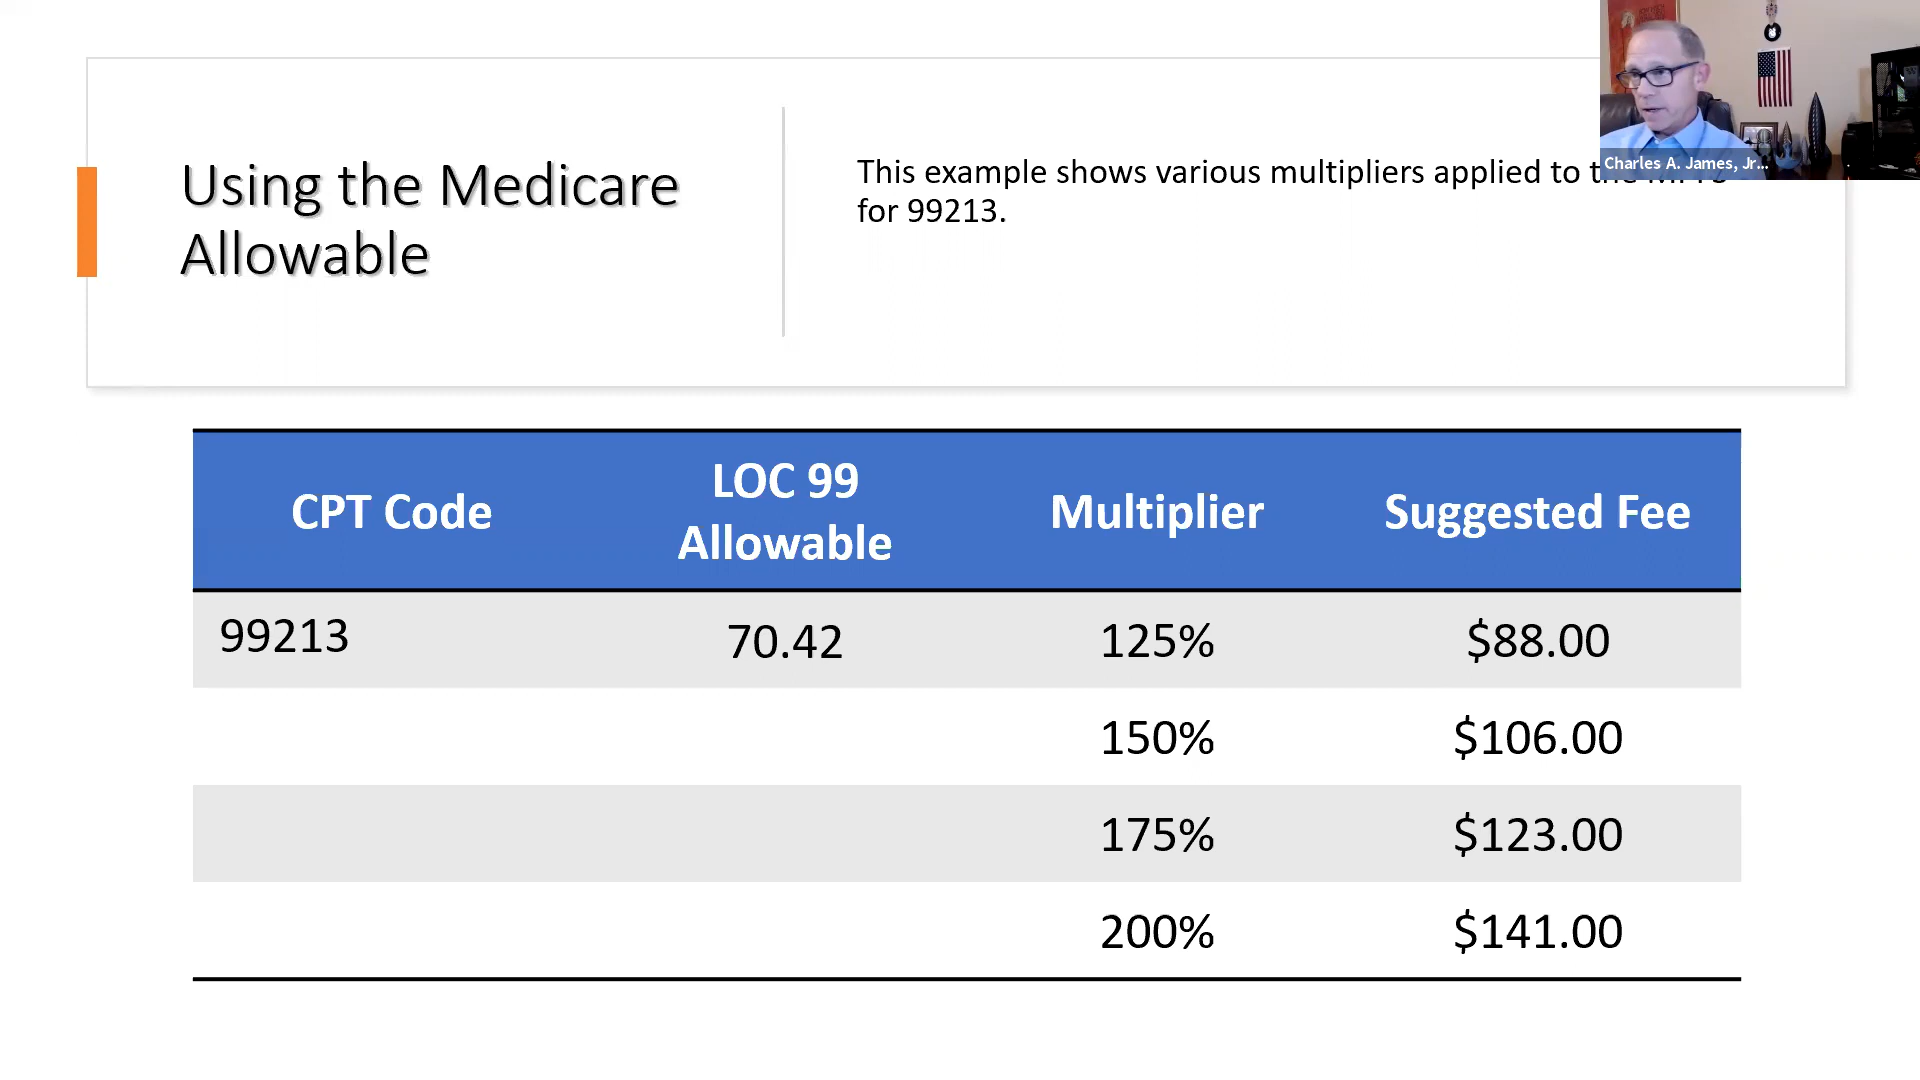 Using the Medicare
Allowable
This example shows various multipliers applied to
for 99213.
Charles A. James, Jr...
CPT Code LOC 99 Allowable Multiplier Suggested Fee
99213 70.42 125% $88.00
150% $106.00
175% $123.00
200% $141.00